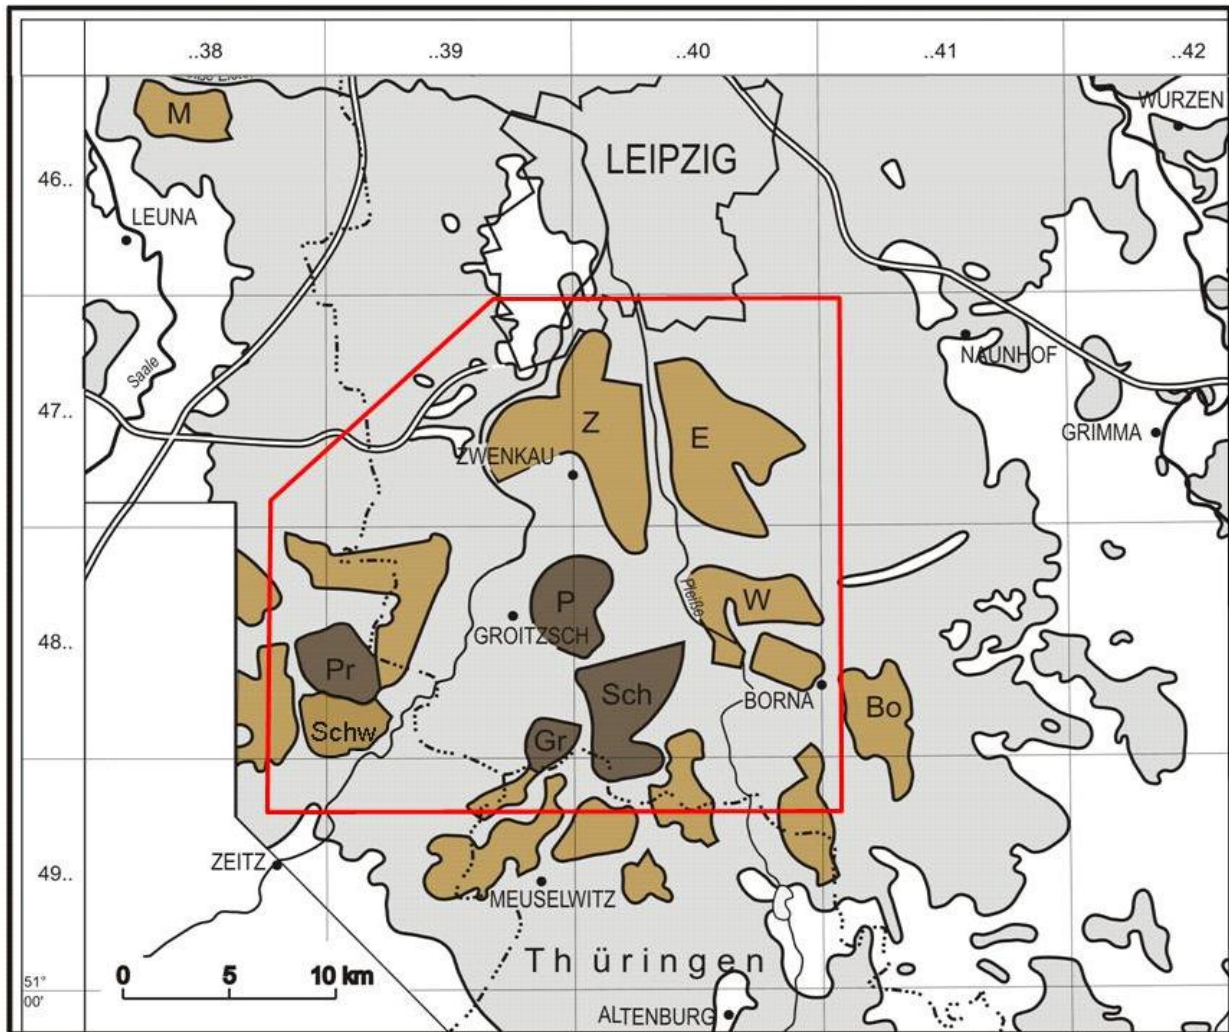 ..38 ..39 ..40 ..41 ..42
WURZEN
M
LEIPZIG
46..
LEUNA
Saale
NAUNHOF
47..
Z
E
GRIMMA
ZWENKAU
Pleiße
P
W
GROITZSCH
48..
Pr
Sch
BORNA
Bo
Schw
Gr
ZEITZ
49..
MEUSELWITZ
Thüringen
51°
00'
0 5 10 km
ALTENBURG